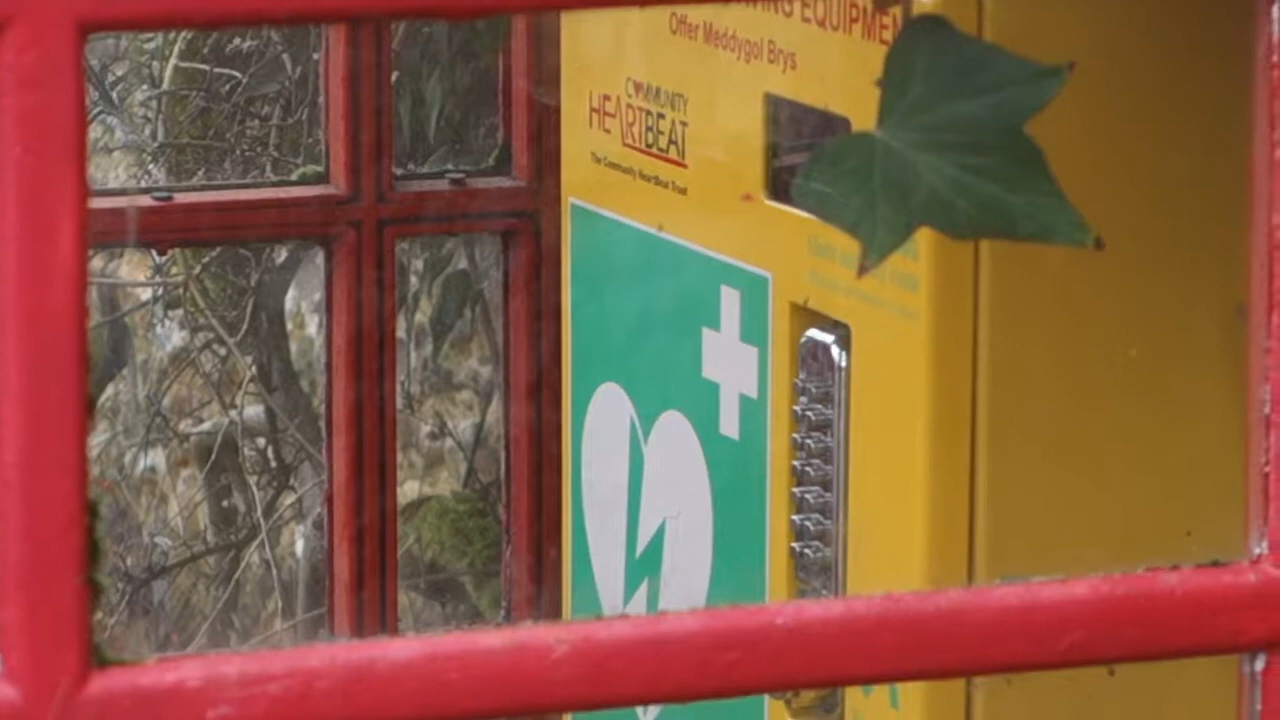 EQUIPMEN
Offer Meddygol Brys
COMMUNITY
HEARTBEAT
The Community HeartBeat Trust